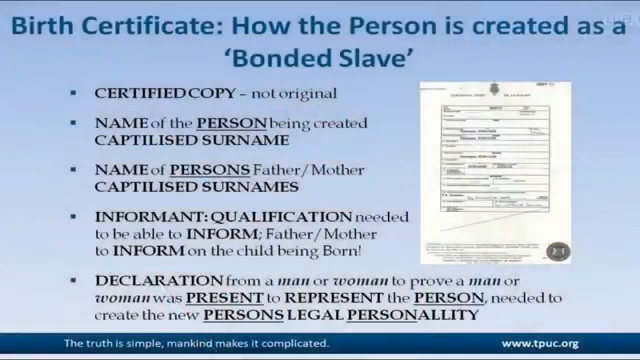 Birth Certificate: How the Person is created as a
'Bonded Slave'
▪ CERTIFIED COPY – not original
▪ NAME of the PERSON being created
CAPTILISED SURNAME
▪ NAME of PERSONS Father/Mother
CAPTILISED SURNAMES
▪ INFORMANT: QUALIFICATION needed
to be able to INFORM; Father/Mother
to INFORM on the child being Born!
▪ DECLARATION from a man or woman to prove a man or
woman was PRESENT to REPRESENT the PERSON, needed to
create the new PERSONS LEGAL PERSONALLITY
The truth is simple, mankind makes it complicated.
www.tpuc.org